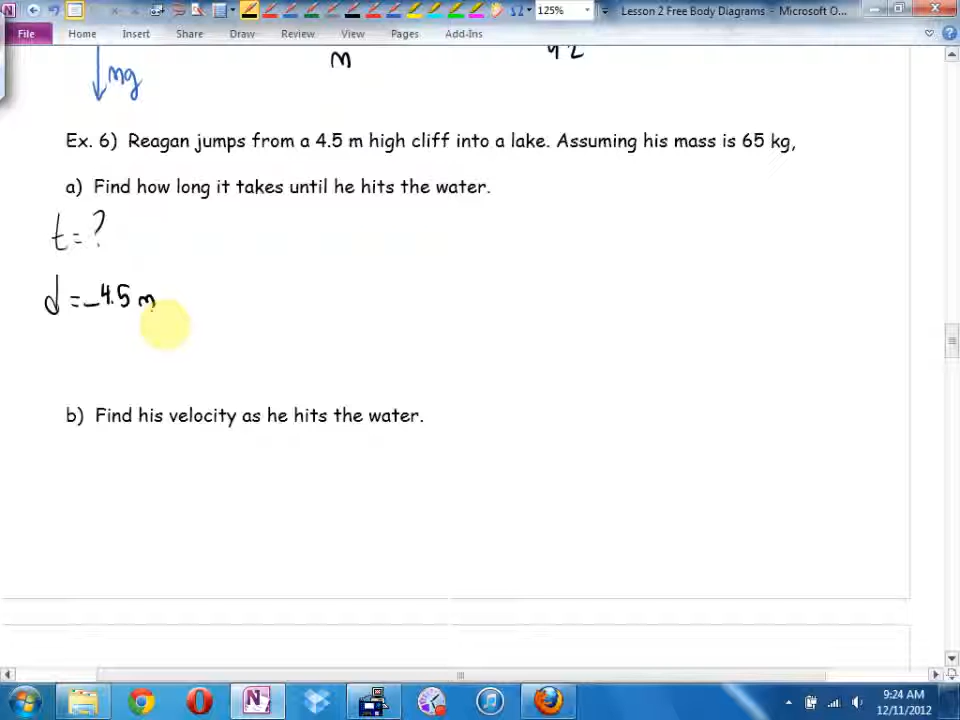 125%
Lesson 2 Free Body Diagrams - Microsoft O...
File Home Insert Share Draw Review View Pages Add-Ins
mg
m
Ex. 6) Reagan jumps from a 4.5 m high cliff into a lake. Assuming his mass is 65 kg,
a) Find how long it takes until he hits the water.
t = ?
d = -4.5 m
b) Find his velocity as he hits the water.
9:24 AM
12/11/2012